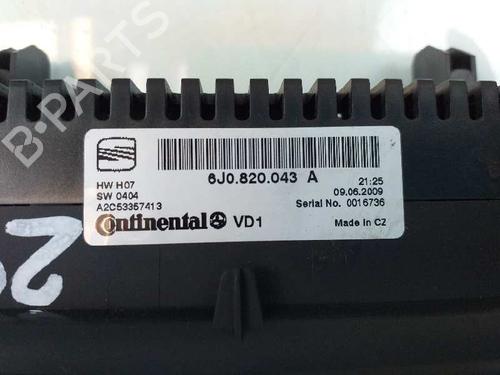 B-PARTS
6J0.820.043 A
HW H07
21:25
SW 0404
09.06.2009
A2C53357413
Serial No. 0016736
Continental VD1
Made in CZ